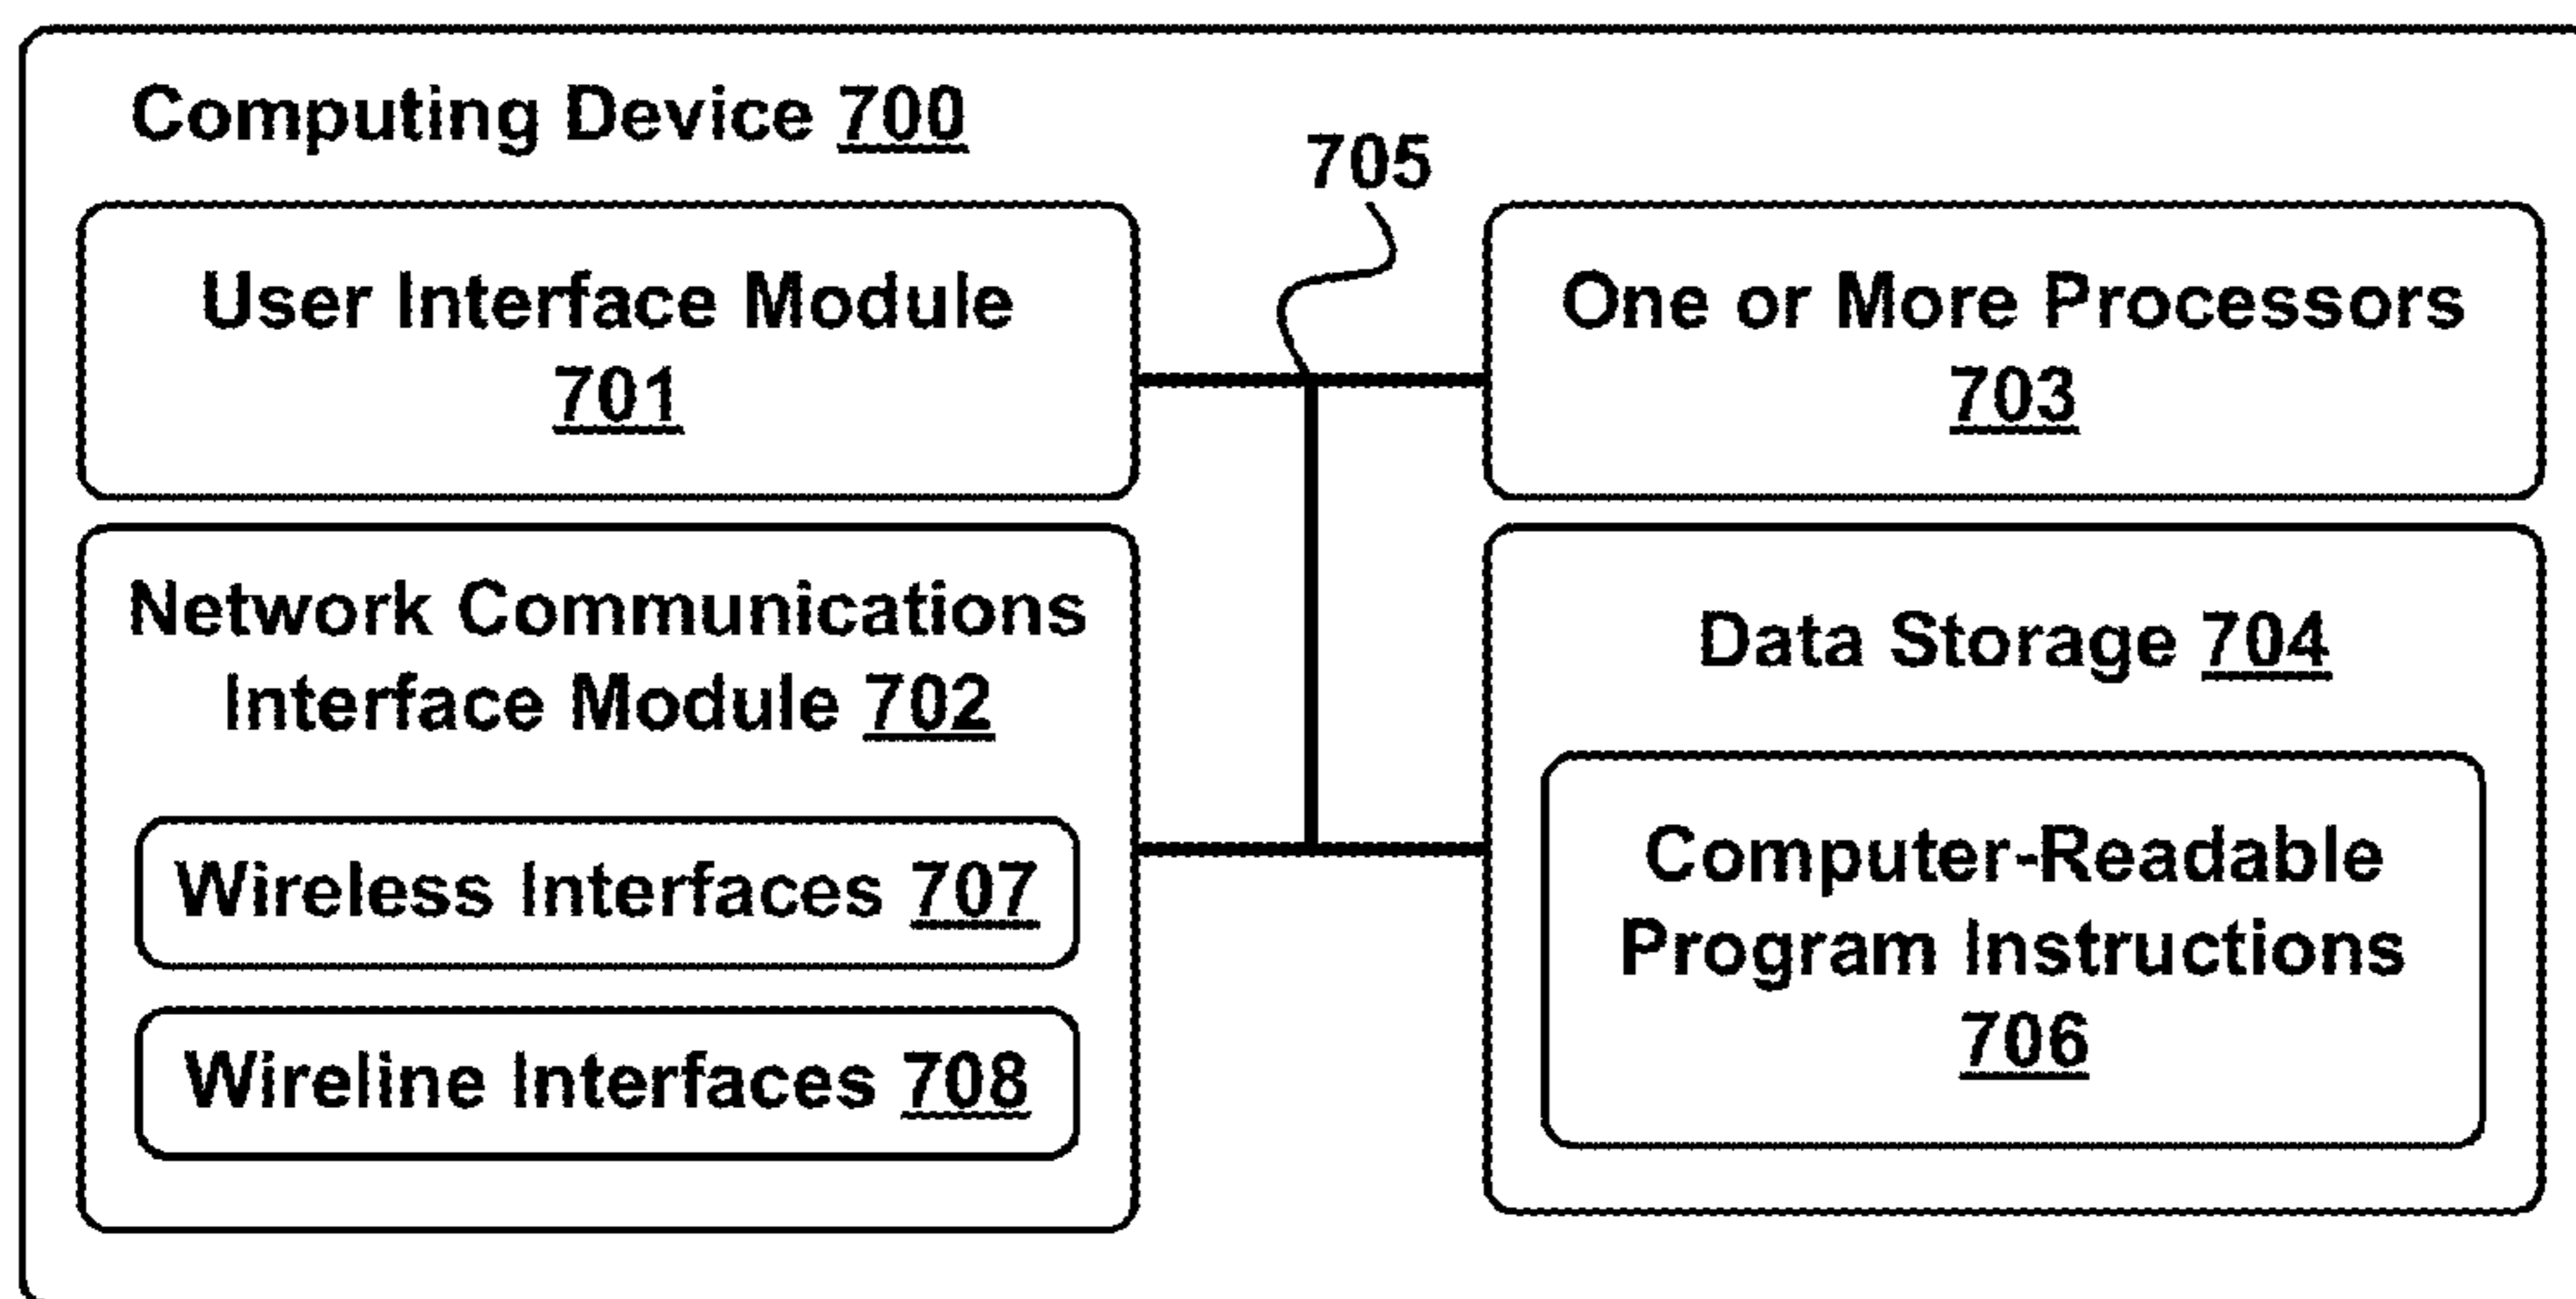 Computing Device 700
705
User Interface Module
701
One or More Processors
703
Network Communications
Interface Module 702
Wireless Interfaces 707
Wireline Interfaces 708
Data Storage 704
Computer-Readable
Program Instructions
706